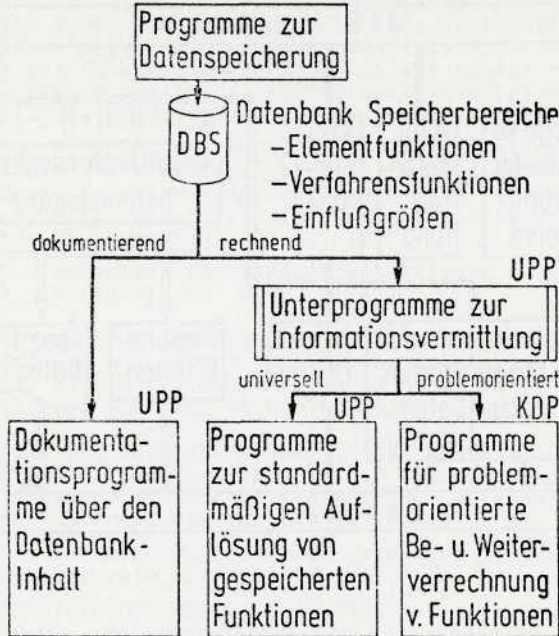 Programme zur
Datenspeicherung
DBS
Datenbank Speicherbereiche
-Elementfunktionen
-Verfahrensfunktionen
-Einflußgrößen
dokumentierend
rechnend
UPP
Unterprogramme zur
Informationsvermittlung
universell
problemorientiert
UPP
Dokumenta-
tionsprogram-
me über den
Datenbank-
Inhalt
UPP
Programme
zur standard-
mäßigen Auf-
lösung von
gespeicherten
Funktionen
KDP
Programme
für problem-
orientierte
Be- u. Weiter-
verrechnung
v. Funktionen